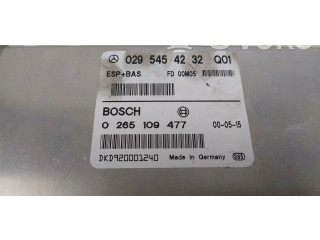 029 545 42 32 Q01
ESP+BAS FD 00M05
BOSCH
0 265 109 477 00-05-15
DKD920001240 Made in Germany